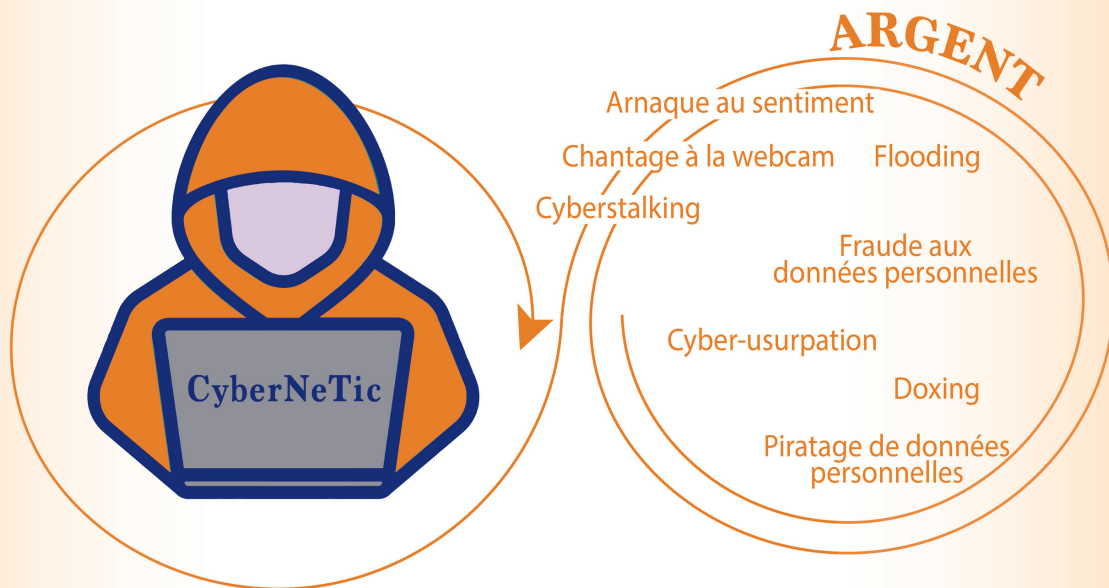 ARGENT
Arnaque au sentiment
Chantage à la webcam
Flooding
Cyberstalking
Fraude aux
données personnelles
Cyber-usurpation
Doxing
Piratage de données
personnelles
CyberNeTic